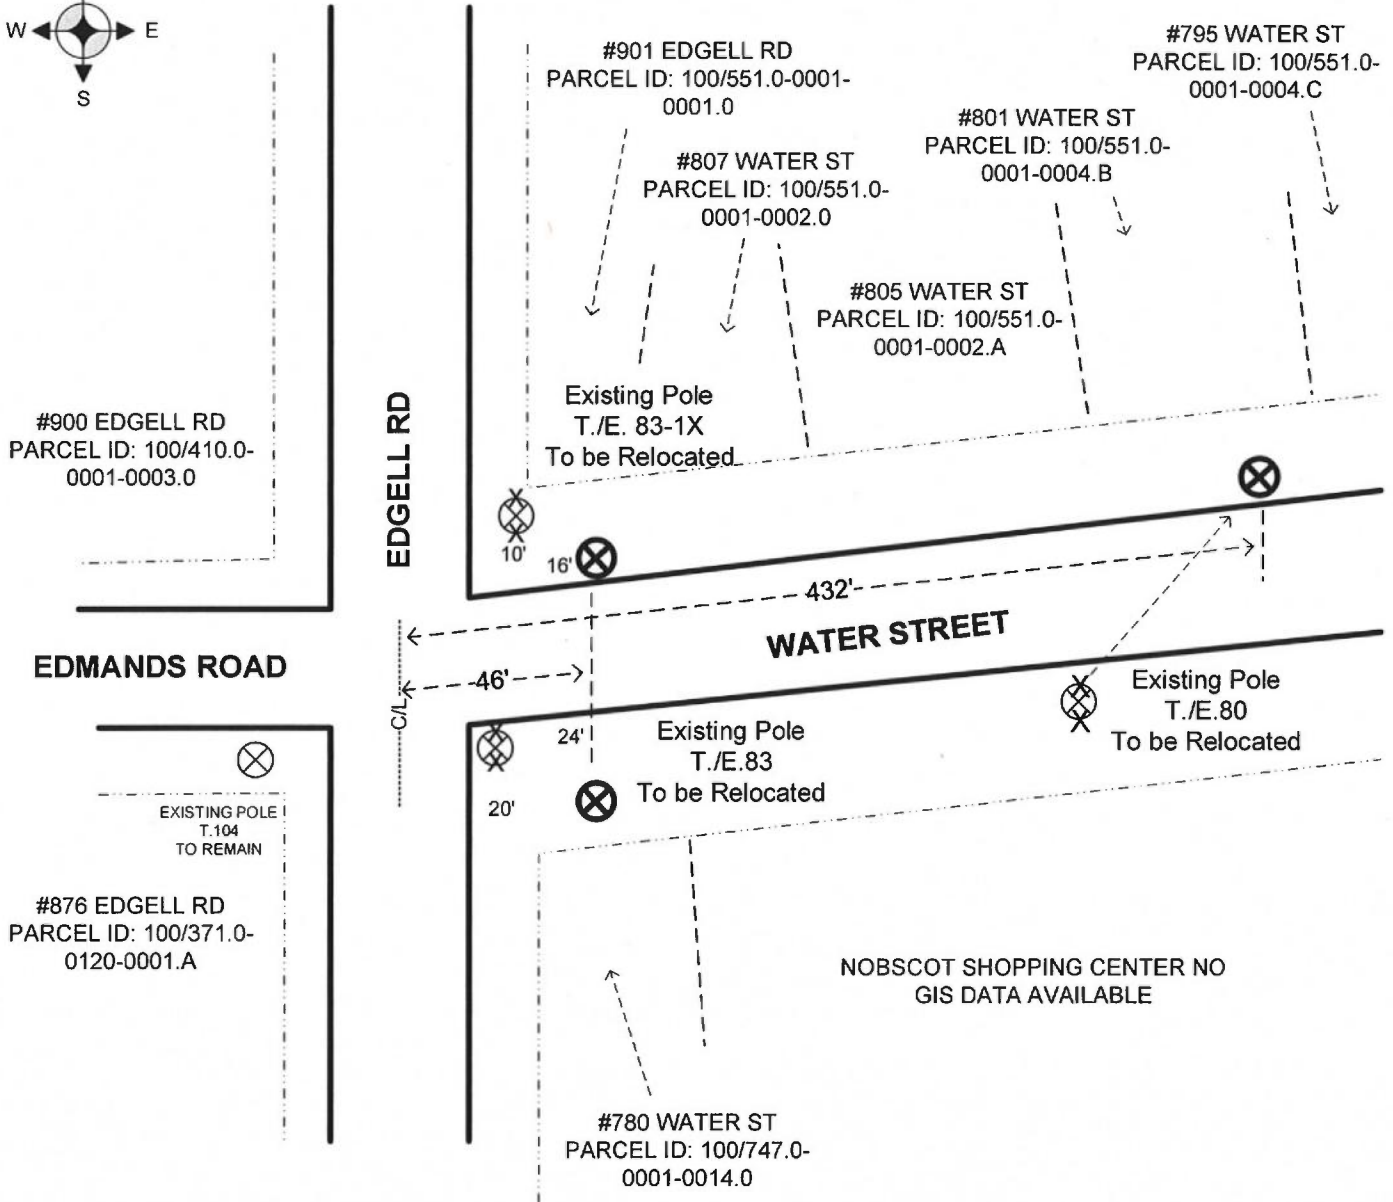 W E
S
#901 EDGELL RD
PARCEL ID: 100/551.0-0001-
0001.0
#807 WATER ST
PARCEL ID: 100/551.0-
0001-0002.0
#795 WATER ST
PARCEL ID: 100/551.0-
0001-0004.C
#801 WATER ST
PARCEL ID: 100/551.0-
0001-0004.B
#805 WATER ST
PARCEL ID: 100/551.0-
0001-0002.A
Existing Pole
T./E. 83-1X
To be Relocated
#900 EDGELL RD
PARCEL ID: 100/410.0-
0001-0003.0
EDGELL RD
X
X
10'
16'
432'
WATER STREET
EDMANDS ROAD
46'
C/L
X
X
20'
24'
Existing Pole
T./E.83
To be Relocated
X
X
Existing Pole
T./E.80
To be Relocated
EXISTING POLE
T.104
TO REMAIN
#876 EDGELL RD
PARCEL ID: 100/371.0-
0120-0001.A
NOBSCOT SHOPPING CENTER NO
GIS DATA AVAILABLE
#780 WATER ST
PARCEL ID: 100/747.0-
0001-0014.0